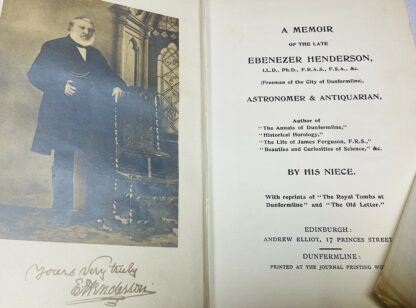 Yours Very truly
E Henderson
A MEMOIR
OF THE LATE
EBENEZER HENDERSON,
LL.D., Ph.D., F.R.A.S., F.S.A., &c.
(Freeman of the City of Dunfermline),
ASTRONOMER & ANTIQUARIAN,
Author of
"The Annals of Dunfermline,"
"Historical Horology,"
"The Life of James Ferguson, F.R.S.,"
"Beauties and Curiosities of Science," &c.
BY HIS NIECE.
With reprints of "The Royal Tombs at
Dunfermline" and "The Old Letter."
EDINBURGH:
ANDREW ELLIOT, 17 PRINCES STREET
DUNFERMLINE:
PRINTED AT THE JOURNAL PRINTING WO